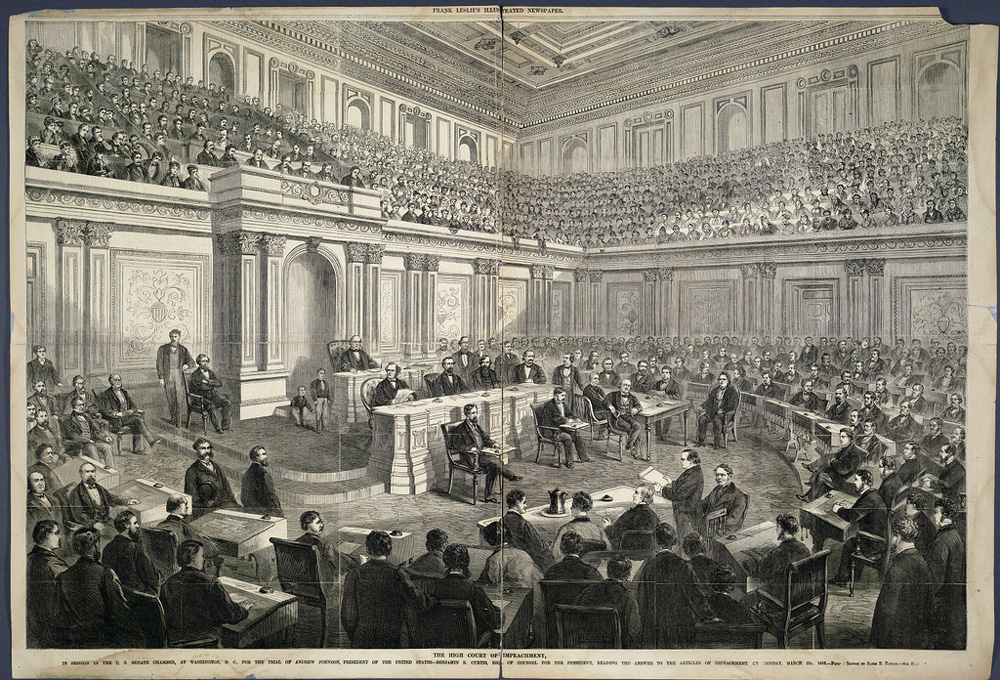 FRANK LESLIE'S ILLUSTRATED NEWSPAPER.
THE HIGH COURT OF IMPEACHMENT,
IN SESSION IN THE U. S. SENATE CHAMBER, AT WASHINGTON, D. C., FOR THE TRIAL OF ANDREW JOHNSON, PRESIDENT OF THE UNITED STATES—BENJAMIN R. CURTIS, ESQ., OF COUNSEL FOR THE PRESIDENT, READING THE ANSWER TO THE ARTICLES OF IMPEACHMENT, ON MONDAY, MARCH 23D, 1868.—FROM A SKETCH BY JAMES E. TAYLOR.—SEE